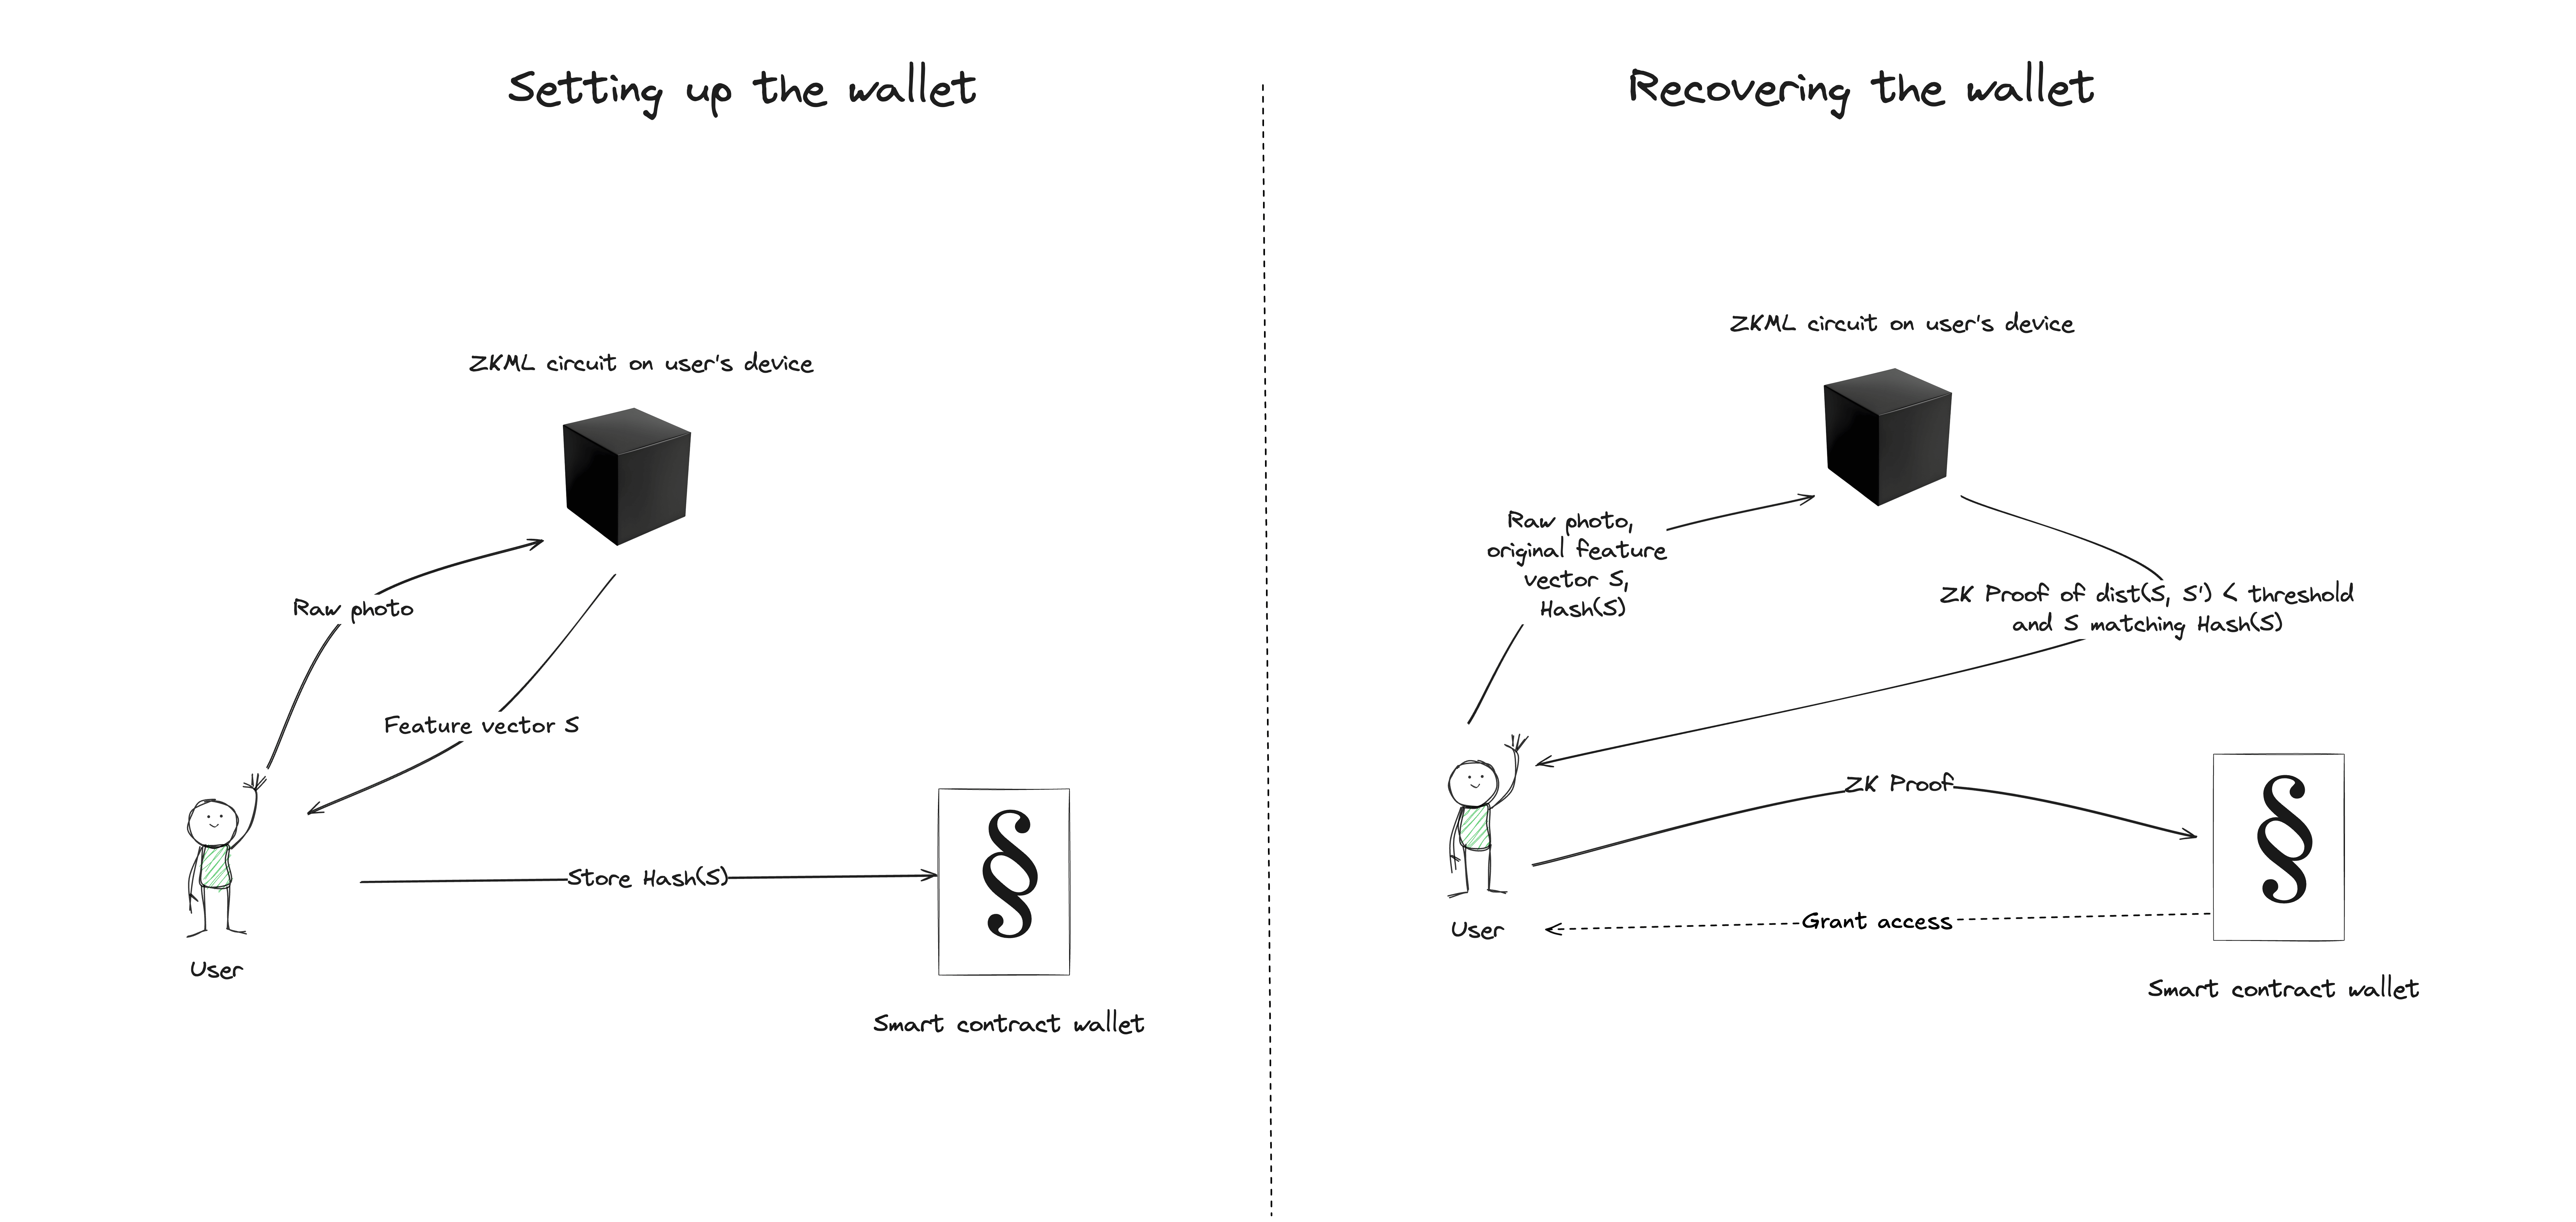 Setting up the wallet
ZKML circuit on user's device
Raw photo
Feature vector S
Store Hash(S)
§
User
Smart contract wallet
Recovering the wallet
ZKML circuit on user's device
Raw photo,
original feature
vector S,
Hash(S)
ZK Proof of dist(S, S') < threshold
and S matching Hash(S)
ZK Proof
§
Grant access
User
Smart contract wallet